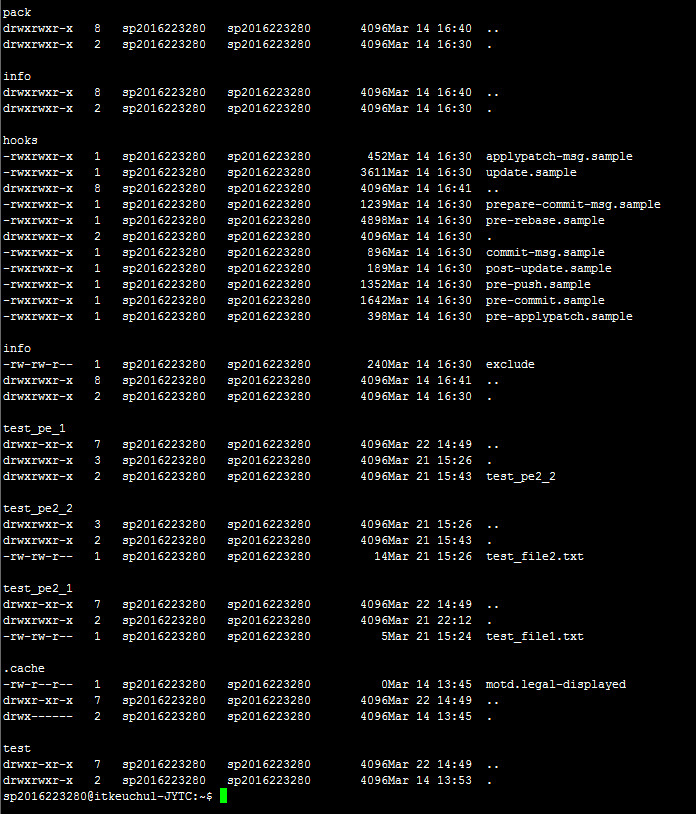 pack
drwxrwxr-x  8  sp2016223280  sp2016223280  4096Mar 14 16:40  ..
drwxrwxr-x  2  sp2016223280  sp2016223280  4096Mar 14 16:30  .
info
drwxrwxr-x  8  sp2016223280  sp2016223280  4096Mar 14 16:40  ..
drwxrwxr-x  2  sp2016223280  sp2016223280  4096Mar 14 16:30  .
hooks
-rwxrwxr-x  1  sp2016223280  sp2016223280  452Mar 14 16:30  applypatch-msg.sample
-rwxrwxr-x  1  sp2016223280  sp2016223280  3611Mar 14 16:30  update.sample
drwxrwxr-x  8  sp2016223280  sp2016223280  4096Mar 14 16:41  ..
-rwxrwxr-x  1  sp2016223280  sp2016223280  1239Mar 14 16:30  prepare-commit-msg.sample
-rwxrwxr-x  1  sp2016223280  sp2016223280  4898Mar 14 16:30  pre-rebase.sample
drwxrwxr-x  2  sp2016223280  sp2016223280  4096Mar 14 16:30  .
-rwxrwxr-x  1  sp2016223280  sp2016223280  896Mar 14 16:30  commit-msg.sample
-rwxrwxr-x  1  sp2016223280  sp2016223280  189Mar 14 16:30  post-update.sample
-rwxrwxr-x  1  sp2016223280  sp2016223280  1352Mar 14 16:30  pre-push.sample
-rwxrwxr-x  1  sp2016223280  sp2016223280  1642Mar 14 16:30  pre-commit.sample
-rwxrwxr-x  1  sp2016223280  sp2016223280  398Mar 14 16:30  pre-applypatch.sample
info
-rw-rw-r--  1  sp2016223280  sp2016223280  240Mar 14 16:30  exclude
drwxrwxr-x  8  sp2016223280  sp2016223280  4096Mar 14 16:41  ..
drwxrwxr-x  2  sp2016223280  sp2016223280  4096Mar 14 16:30  .
test_pe_1
drwxr-xr-x  7  sp2016223280  sp2016223280  4096Mar 22 14:49  ..
drwxrwxr-x  3  sp2016223280  sp2016223280  4096Mar 21 15:26  .
drwxrwxr-x  2  sp2016223280  sp2016223280  4096Mar 21 15:43  test_pe2_2
test_pe2_2
drwxrwxr-x  3  sp2016223280  sp2016223280  4096Mar 21 15:26  ..
drwxrwxr-x  2  sp2016223280  sp2016223280  4096Mar 21 15:43  .
-rw-rw-r--  1  sp2016223280  sp2016223280  14Mar 21 15:26  test_file2.txt
test_pe2_1
drwxr-xr-x  7  sp2016223280  sp2016223280  4096Mar 22 14:49  ..
drwxrwxr-x  2  sp2016223280  sp2016223280  4096Mar 21 22:12  .
-rw-rw-r--  1  sp2016223280  sp2016223280  5Mar 21 15:24  test_file1.txt
.cache
-rw-r--r--  1  sp2016223280  sp2016223280  0Mar 14 13:45  motd.legal-displayed
drwxr-xr-x  7  sp2016223280  sp2016223280  4096Mar 22 14:49  ..
drwx------  2  sp2016223280  sp2016223280  4096Mar 14 13:45  .
test
drwxr-xr-x  7  sp2016223280  sp2016223280  4096Mar 22 14:49  ..
drwxrwxr-x  2  sp2016223280  sp2016223280  4096Mar 14 13:53  .
sp2016223280@itkeuchul-JYTC:~$